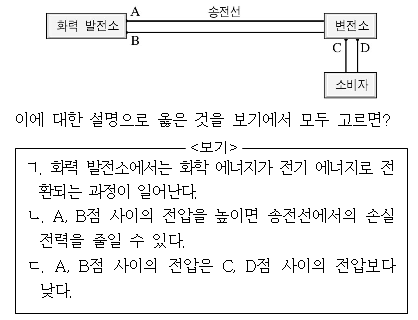 송전선
화력 발전소
A
B
변전소
C D
소비자
이에 대한 설명으로 옳은 것을 보기에서 모두 고르면?
<보기>
ㄱ. 화력 발전소에서는 화학 에너지가 전기 에너지로 전
환되는 과정이 일어난다.
ㄴ. A, B점 사이의 전압을 높이면 송전선에서의 손실
전력을 줄일 수 있다.
ㄷ. A, B점 사이의 전압은 C, D점 사이의 전압보다
낮다.